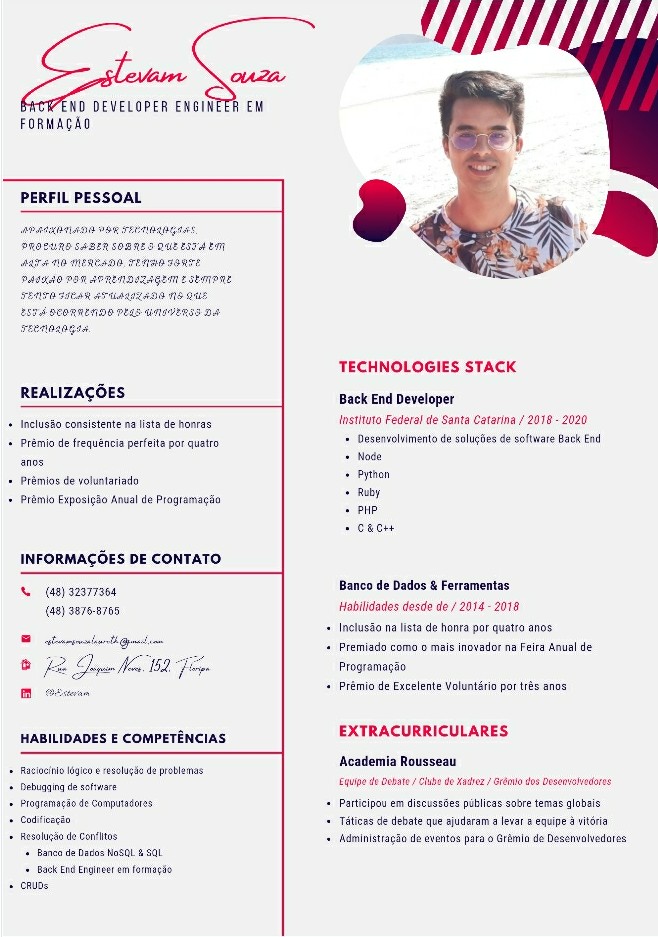 Estevam Souza
BACK END DEVELOPER ENGINEER EM
FORMAÇÃO
PERFIL PESSOAL
APAIXONADO POR TECNOLOGIAS,
PROCURO SABER SOBRE O QUE ESTÁ EM
ALTA NO MERCADO. TENHO FORTE
PAIXÃO POR APRENDIZAGEM E SEMPRE
TENTO FICAR ATUALIZADO NO QUE
ESTÁ OCORRENDO PELO UNIVERSO DA
TECNOLOGIA.
REALIZAÇÕES
Inclusão consistente na lista de honras
Prêmio de frequência perfeita por quatro
anos
Prêmios de voluntariado
Prêmio Exposição Anual de Programação
INFORMAÇÕES DE CONTATO
(48) 32377364
(48) 3876-8765
Rua Joaquim Neves, 152, Floripa
@Estevam
HABILIDADES E COMPETÊNCIAS
Raciocínio lógico e resolução de problemas
Debugging de software
Programação de Computadores
Codificação
Resolução de Conflitos
Banco de Dados NoSQL & SQL
Back End Engineer em formação
CRUDs
TECHNOLOGIES STACK
Back End Developer
Instituto Federal de Santa Catarina / 2018 - 2020
Desenvolvimento de soluções de software Back End
Node
Python
Ruby
PHP
C & C++
Banco de Dados & Ferramentas
Habilidades desde de / 2014 - 2018
Inclusão na lista de honra por quatro anos
Premiado como o mais inovador na Feira Anual de
Programação
Prêmio de Excelente Voluntário por três anos
EXTRACURRICULARES
Academia Rousseau
Equipe de Debate / Clube de Xadrez / Grêmio dos Desenvolvedores
Participou em discussões públicas sobre temas globais
Táticas de debate que ajudaram a levar a equipe à vitória
Administração de eventos para o Grêmio de Desenvolvedores